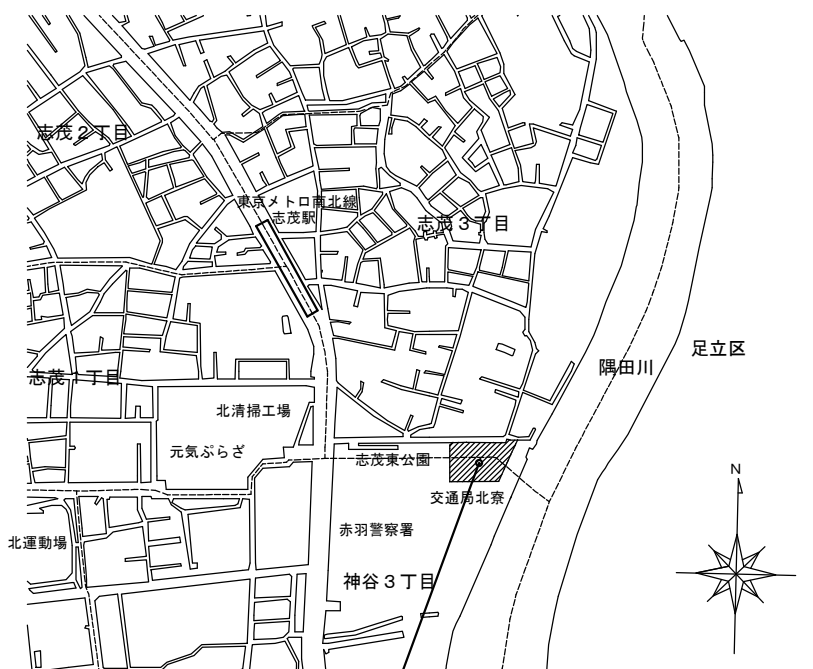 志茂２丁目
東京メトロ南北線
志茂駅
志茂３丁目
足立区
隅田川
志茂１丁目
北清掃工場
元気ぷらざ
志茂東公園
N
交通局北寮
赤羽警察署
北運動場
神谷３丁目